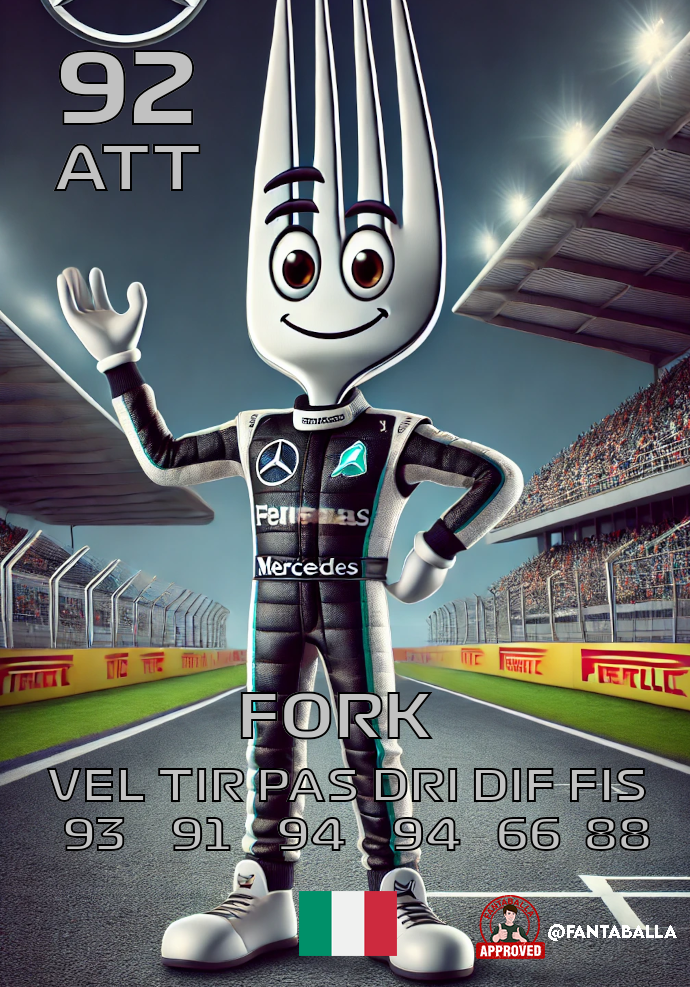 92
ATT
Mercedes
FORK
VEL TIR PAS DRI DIF FIS
93 91 94 94 66 88
APPROVED
@FANTABALLA